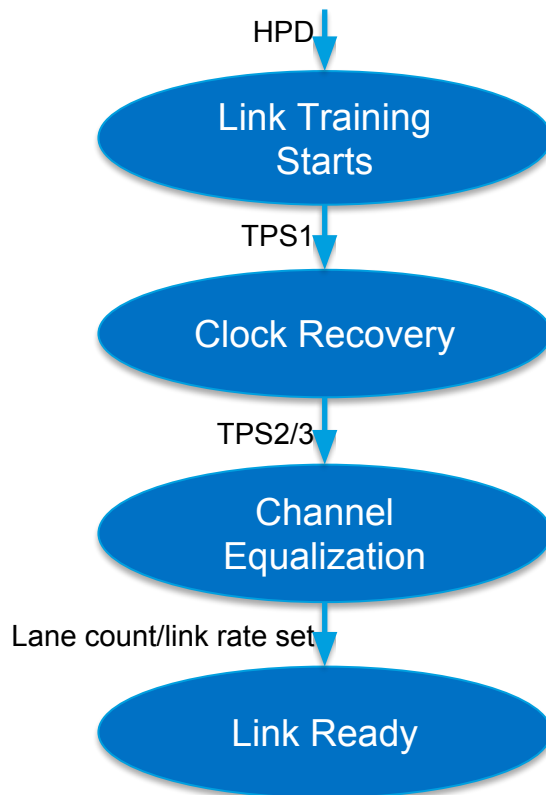 HPD
Link Training
Starts
TPS1
Clock Recovery
TPS2/3
Channel
Equalization
Lane count/link rate set
Link Ready